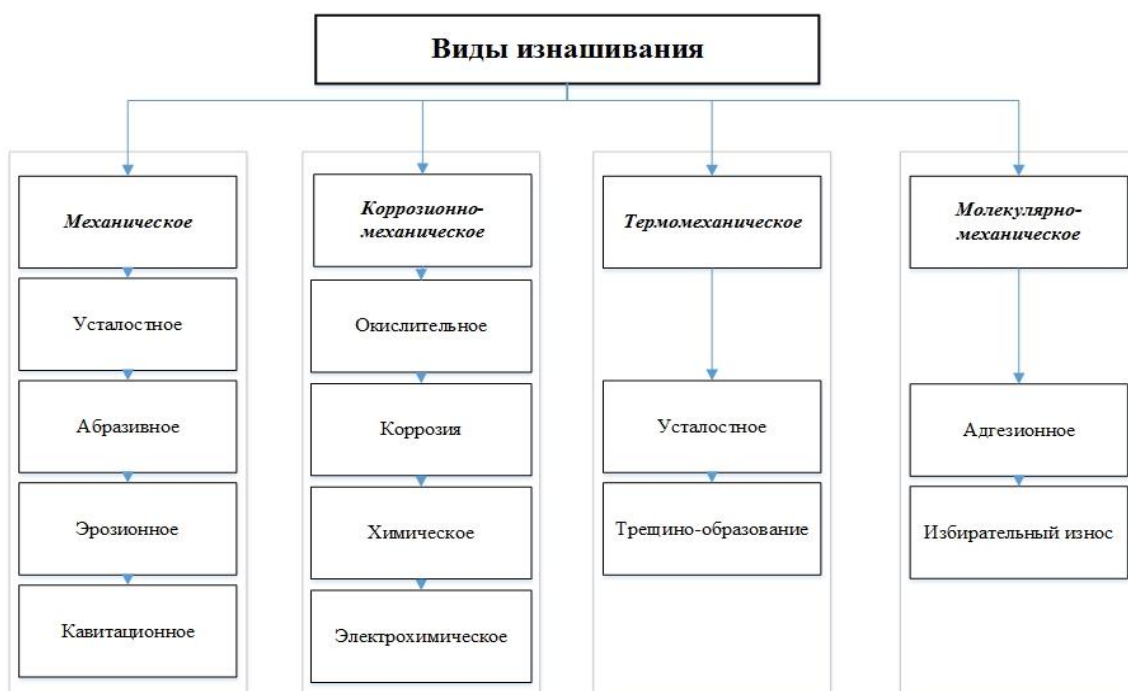 Виды изнашивания
Механическое
Усталостное
Абразивное
Эрозионное
Кавитационное
Коррозионно-
механическое
Окислительное
Коррозия
Химическое
Электрохимическое
Термомеханическое
Усталостное
Трещино-образование
Молекулярно-
механическое
Адгезионное
Избирательный износ